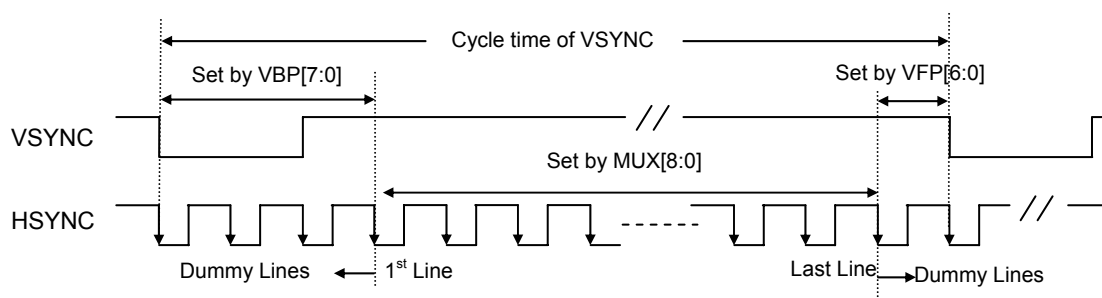 Cycle time of VSYNC
Set by VBP[7:0]
Set by VFP[6:0]
VSYNC
Set by MUX[8:0]
HSYNC
Dummy Lines
1st Line
Last Line
Dummy Lines